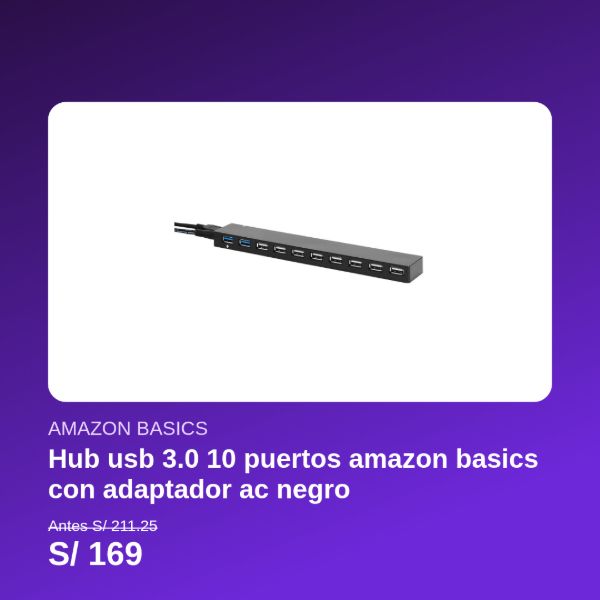 AMAZON BASICS
Hub usb 3.0 10 puertos amazon basics
con adaptador ac negro
Antes S/ 211.25
S/ 169